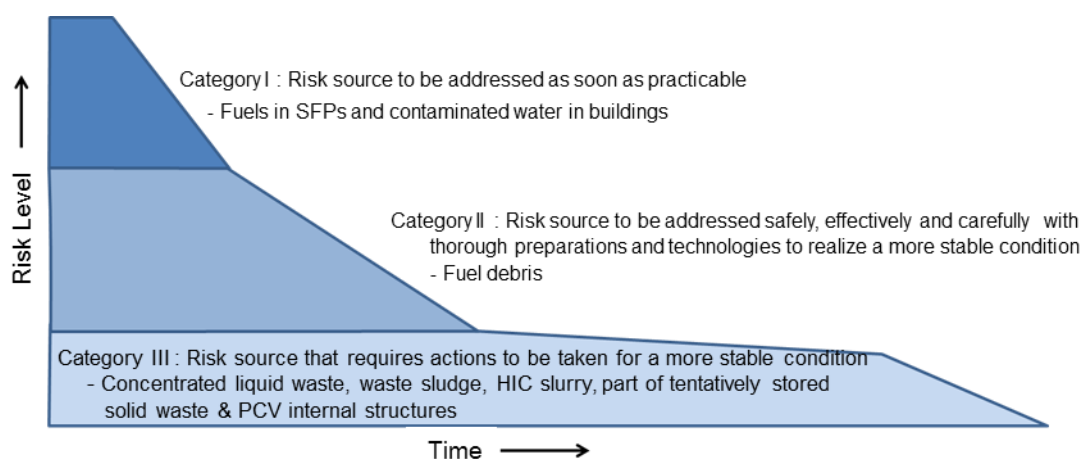 Category I : Risk source to be addressed as soon as practicable
- Fuels in SFPs and contaminated water in buildings
Risk Level
Category II : Risk source to be addressed safely, effectively and carefully with
thorough preparations and technologies to realize a more stable condition
- Fuel debris
Category III : Risk source that requires actions to be taken for a more stable condition
- Concentrated liquid waste, waste sludge, HIC slurry, part of tentatively stored
solid waste & PCV internal structures
Time